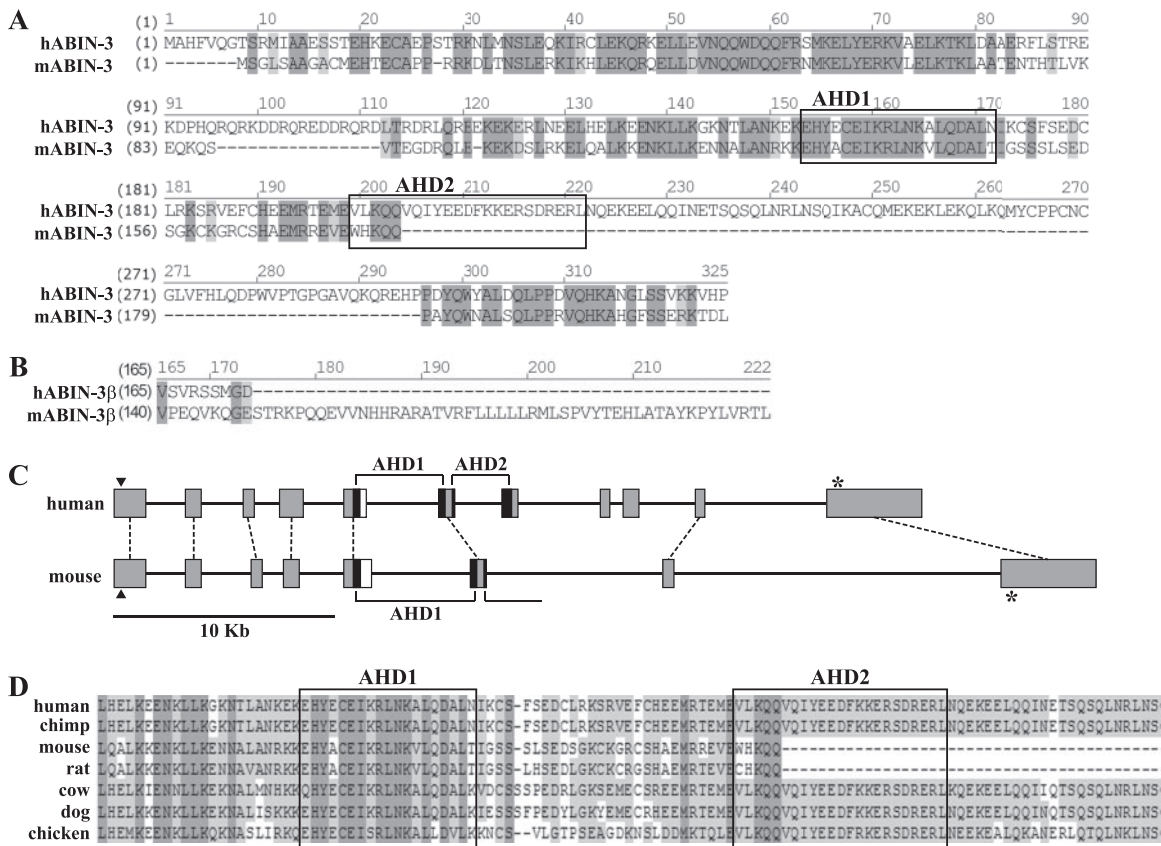 A
(1) 1 10 20 30 40 50 60 70 80 90
hABIN-3 (1) MAHFVQGTSRMIAAESSTEHKECAEPSTRKNLMNSLEQKIRCLEKQRKELLEVNQQWDQQFRSMKELYERKVAELKTKLDAAERFLSTRE
mABIN-3 (1) --------MSGLSAAGACMEHTECAPP-RRKDLTNSLERKIKHLEKQRQELLDVNQQWDQQFRNMKELYERKVLELKTKLAATENTHTLVK
(91) 91 100 110 120 130 140 150 160 170 180
AHD1
hABIN-3 (91) KDPHQRQRKDDRQREDDRQRDLTRDRLQREEKEKERLNEELHELKEENKLLKGKNTLANKEKEHYECEIKRLNKALQDALNIKCSFSEDC
mABIN-3 (83) EQKQS----------------VTEGDRQLE-KEKDSLRKELQALKKENKLLKENNALANRKKEHYACEIKRLNKVLQDALTIGSSSLSED
(181) 181 190 200 210 220 230 240 250 260 270
AHD2
hABIN-3 (181) LRKSRVEFCHEEMRTEMEVLKQQVQIYEEDFKKERSDRERLNQEKEELQQINETSQSQLNRLNSQIKACQMEKEKLEKQLKQMYCPPCNC
mABIN-3 (156) SGKCKGRCSHAEMRREVEWHKQQ-------------------------------------------------------------------
(271) 271 280 290 300 310 325
hABIN-3 (271) GLVFHLQDPWVPTGPGAVQKQREHPPDYQWYALDQLPPDVQHKANGLSSVKKVHP
mABIN-3 (179) -------------------------PAYQWNALSQLPPRVQHKAHGFSSERKTDL
B
(165) 165 170 180 190 200 222
hABIN-3β (165) VSVRSSMGD---------------------------------------------------
mABIN-3β (140) VPEQVKQGESTRKPQQEVVNHHRARATVRFLLLLLRMLSPVYTEHLATAYKPYLVRTL
C
AHD1 AHD2
human *
mouse *
AHD1
10 Kb
D
AHD1 AHD2
human LHELKEENKLLKGKNTLANKEKEHYECEIKRLNKALQDALNIKCS-FSEDCLRKSRVEFCHEEMRTEMEVLKQQVQIYEEDFKKERSDRERLNQEKEELQQINETSQSQLNRLNS
chimp LHELKEENKLLKGKNTLANKEKEHYECEIKRLNKALQDALNIKCS-FSEDCLRKSRVEFCHEEMRTEMEVLKQQVQIYEEDFKKERSDRERLNQEKEELQQINETSQSQLNRLNS
mouse LQALKKENKLLKENNALANRKKEHYACEIKRLNKVLQDALTIGSS-SLSEDSGKCKGRCSHAEMRREVEWHKQQ-----------------------------------------
rat LQALKKENKLLKENNAVANRKKEHYACEIKRLNKVLQDALTIGSS-LHSEDLGKCKCRGSHAEMRTEVECHKQQ-----------------------------------------
cow LHELKIENNLLKEKNALMNHKKQHYECEIKRLNKALQDALKVDCSSSSPEDRLGKSEMECSREEMRTEMEVLKQQVQIYEEDFRKERSDRERLKQEKEELQQIIQTSQSQLNRLNS
dog LHELKIENKLLKEKNALISKKKEHYECEIKRLNKALQDALNIECSSFPEDYLGKYEMECRHEEMRTEMEVLKQQVQIYEEDFKKERSDRERLNQEKEELQQINQTSQSQLNRLNS
chicken LHEMKEENKLLKQKNASLIRKQEHYECEISRLNKALLDVLKKNCS--VLGTPSEAGDKNSLDDMKTQLEVLKQQVQIYEEDFRKERSDRERLNEEKEALQKANERLQTQLNKLNS